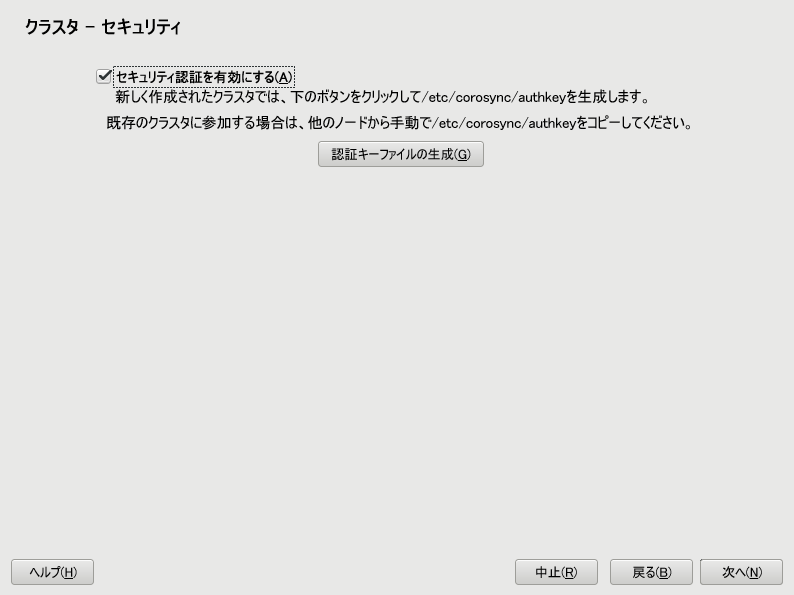 クラスタ － セキュリティ
セキュリティ認証を有効にする(A)
新しく作成されたクラスタでは、下のボタンをクリックして/etc/corosync/authkeyを生成します。
既存のクラスタに参加する場合は、他のノードから手動で/etc/corosync/authkeyをコピーしてください。
認証キーファイルの生成(G)
ヘルプ(H) 中止(R) 戻る(B) 次へ(N)